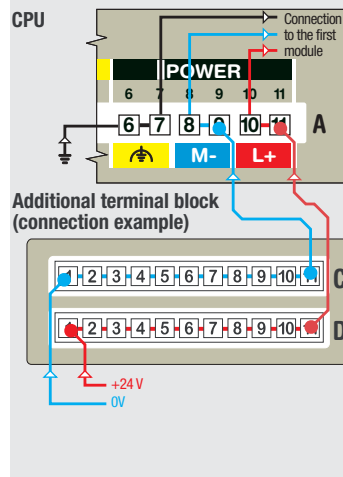 CPU
Connection
to the first
module
POWER
6 7 8 9 10 11
6 7 8 9 10 11 A
M- L+
Additional terminal block
(connection example)
1 2 3 4 5 6 7 8 9 10 11 C
1 2 3 4 5 6 7 8 9 10 11 D
+24 V
0V